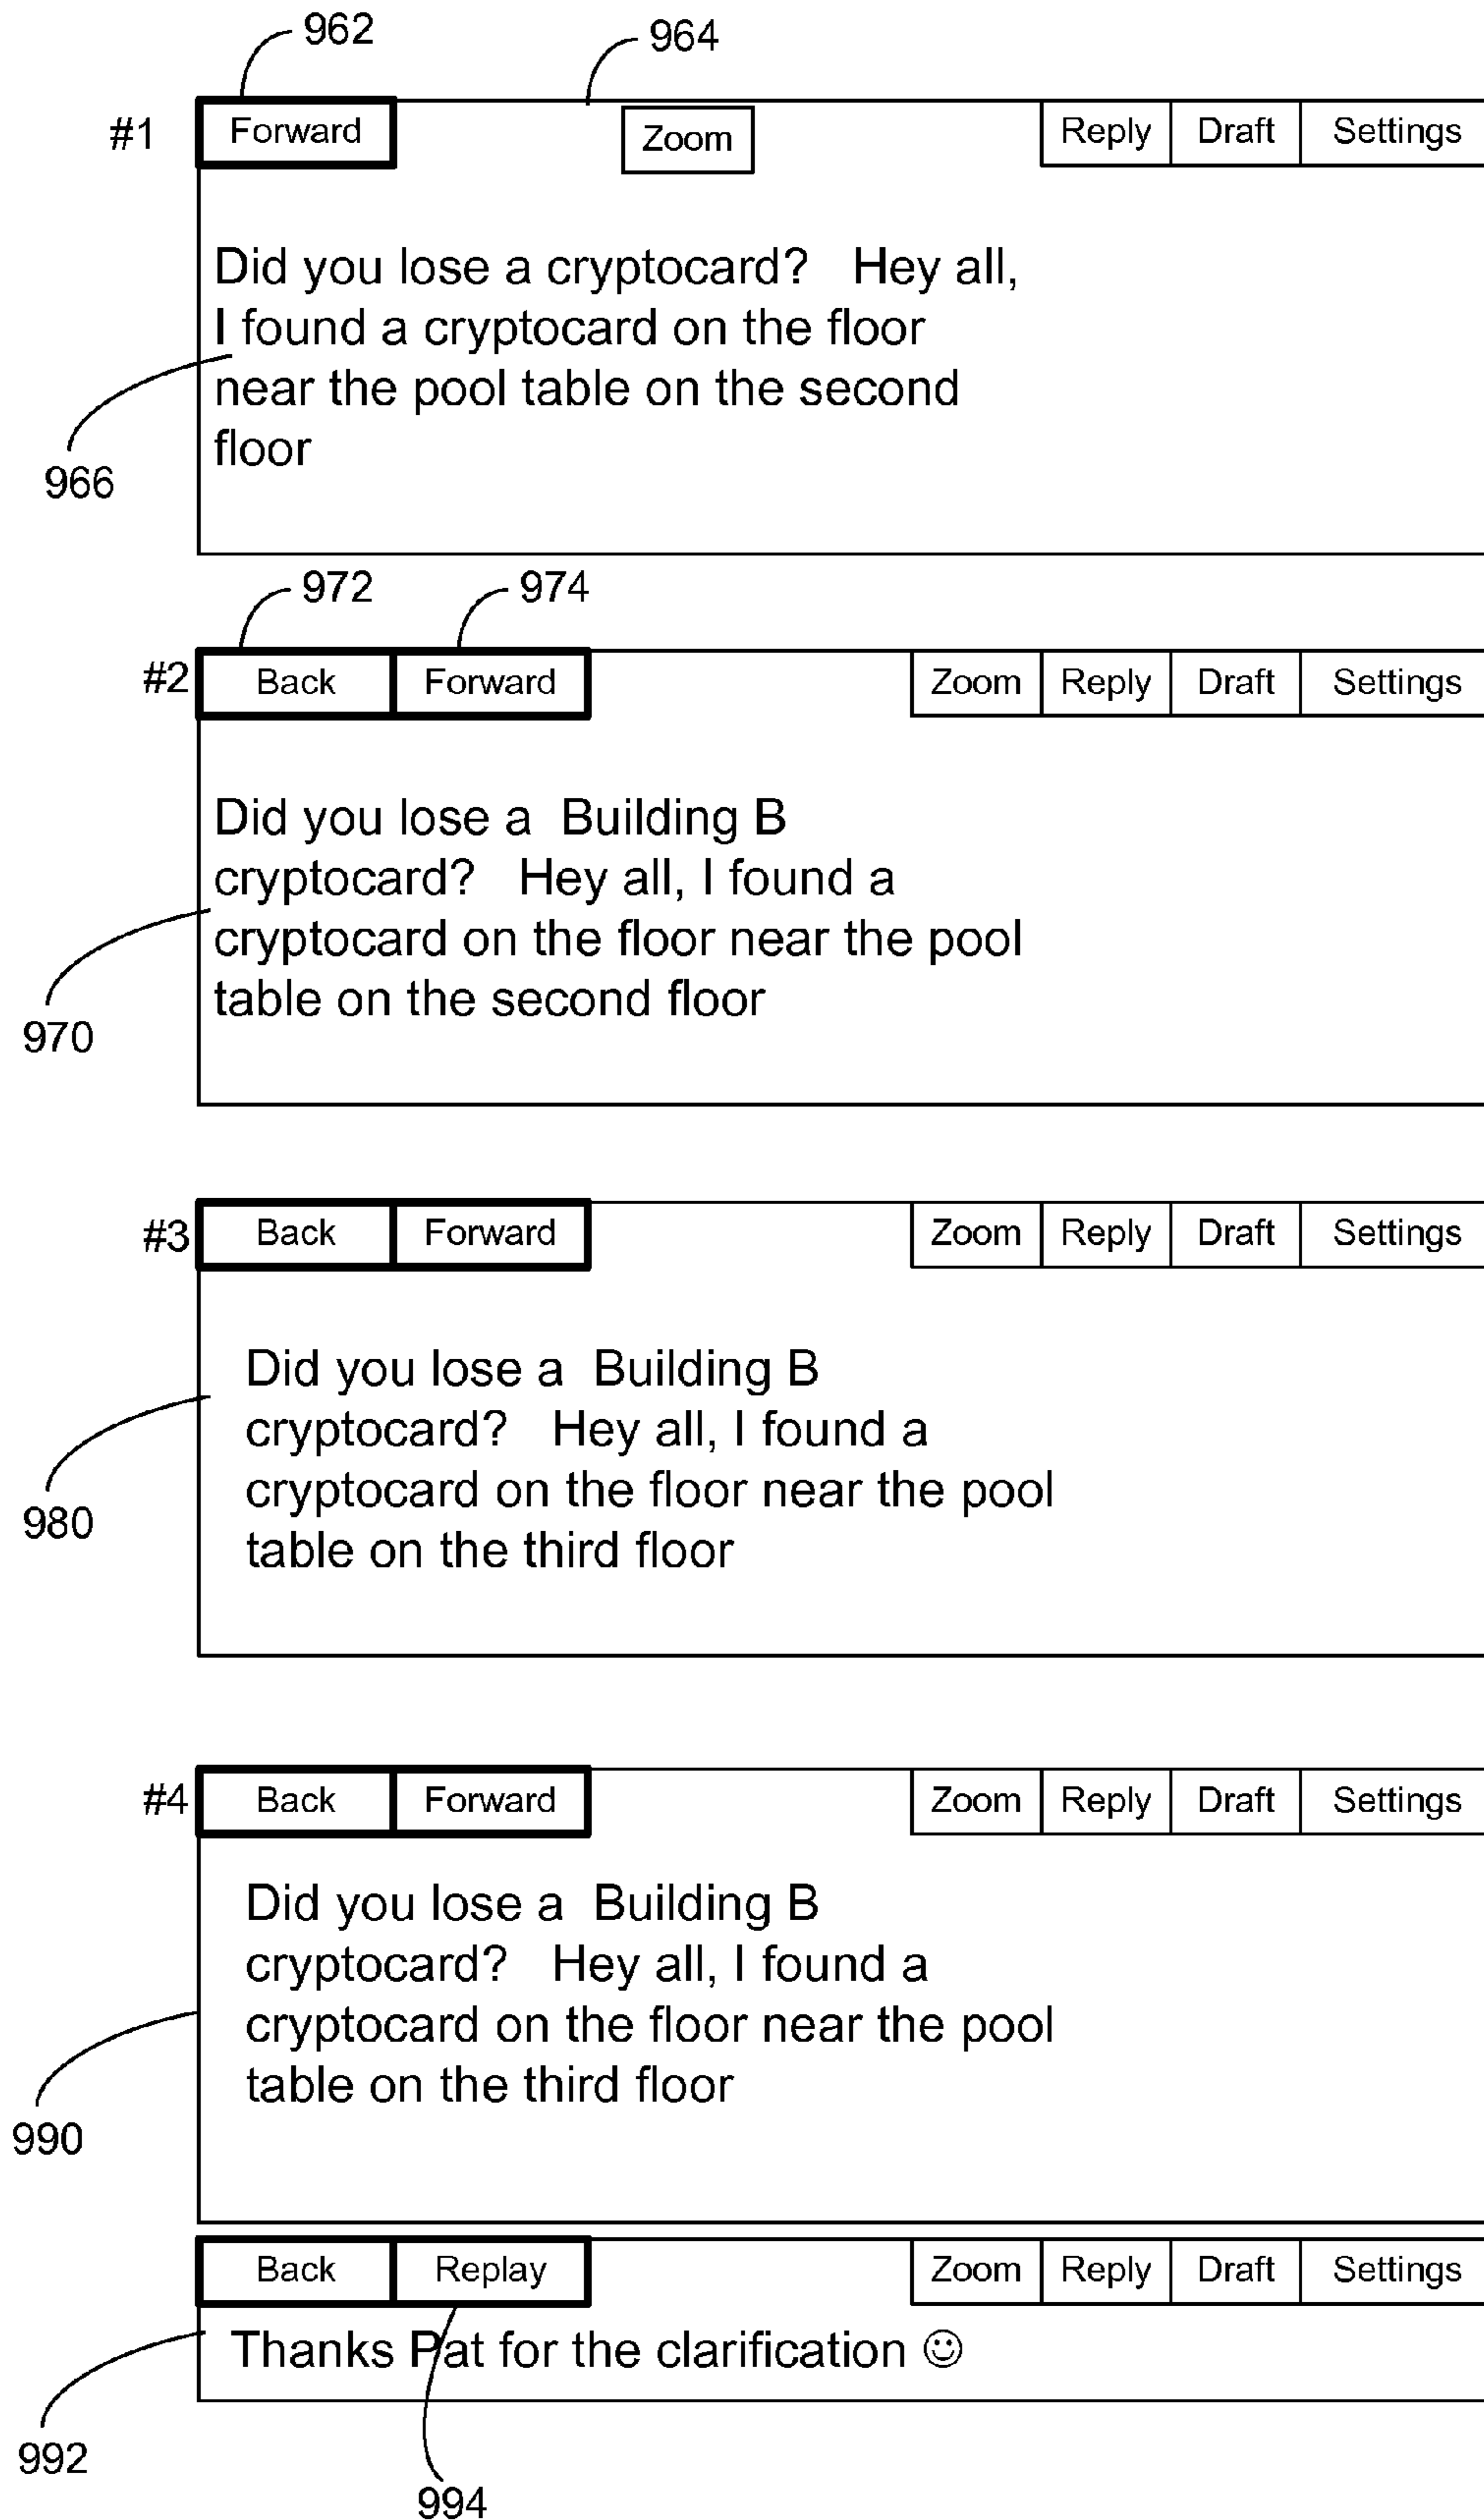 962
964
#1 Forward Zoom Reply Draft Settings
Did you lose a cryptocard? Hey all,
I found a cryptocard on the floor
near the pool table on the second
floor
966
972 974
#2 Back Forward Zoom Reply Draft Settings
Did you lose a Building B
cryptocard? Hey all, I found a
cryptocard on the floor near the pool
table on the second floor
970
#3 Back Forward Zoom Reply Draft Settings
Did you lose a Building B
cryptocard? Hey all, I found a
cryptocard on the floor near the pool
table on the third floor
980
#4 Back Forward Zoom Reply Draft Settings
Did you lose a Building B
cryptocard? Hey all, I found a
cryptocard on the floor near the pool
table on the third floor
990
Back Replay Zoom Reply Draft Settings
Thanks Pat for the clarification ☺
992
994